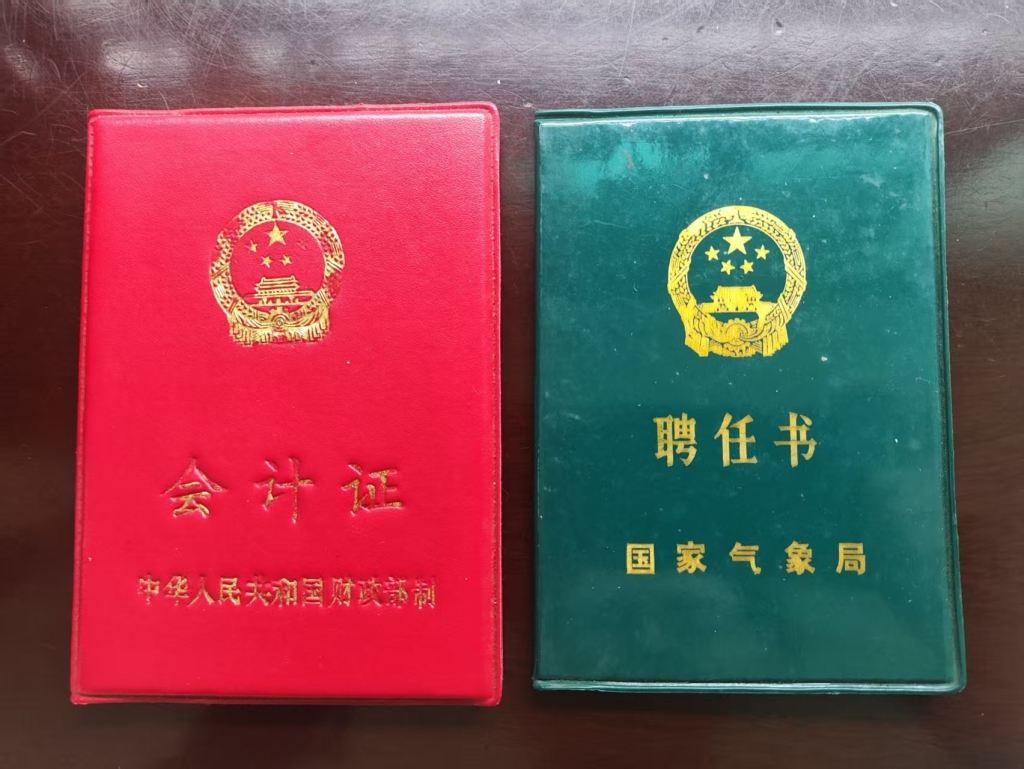 会计证
中华人民共和国财政部制
聘任书
国家气象局